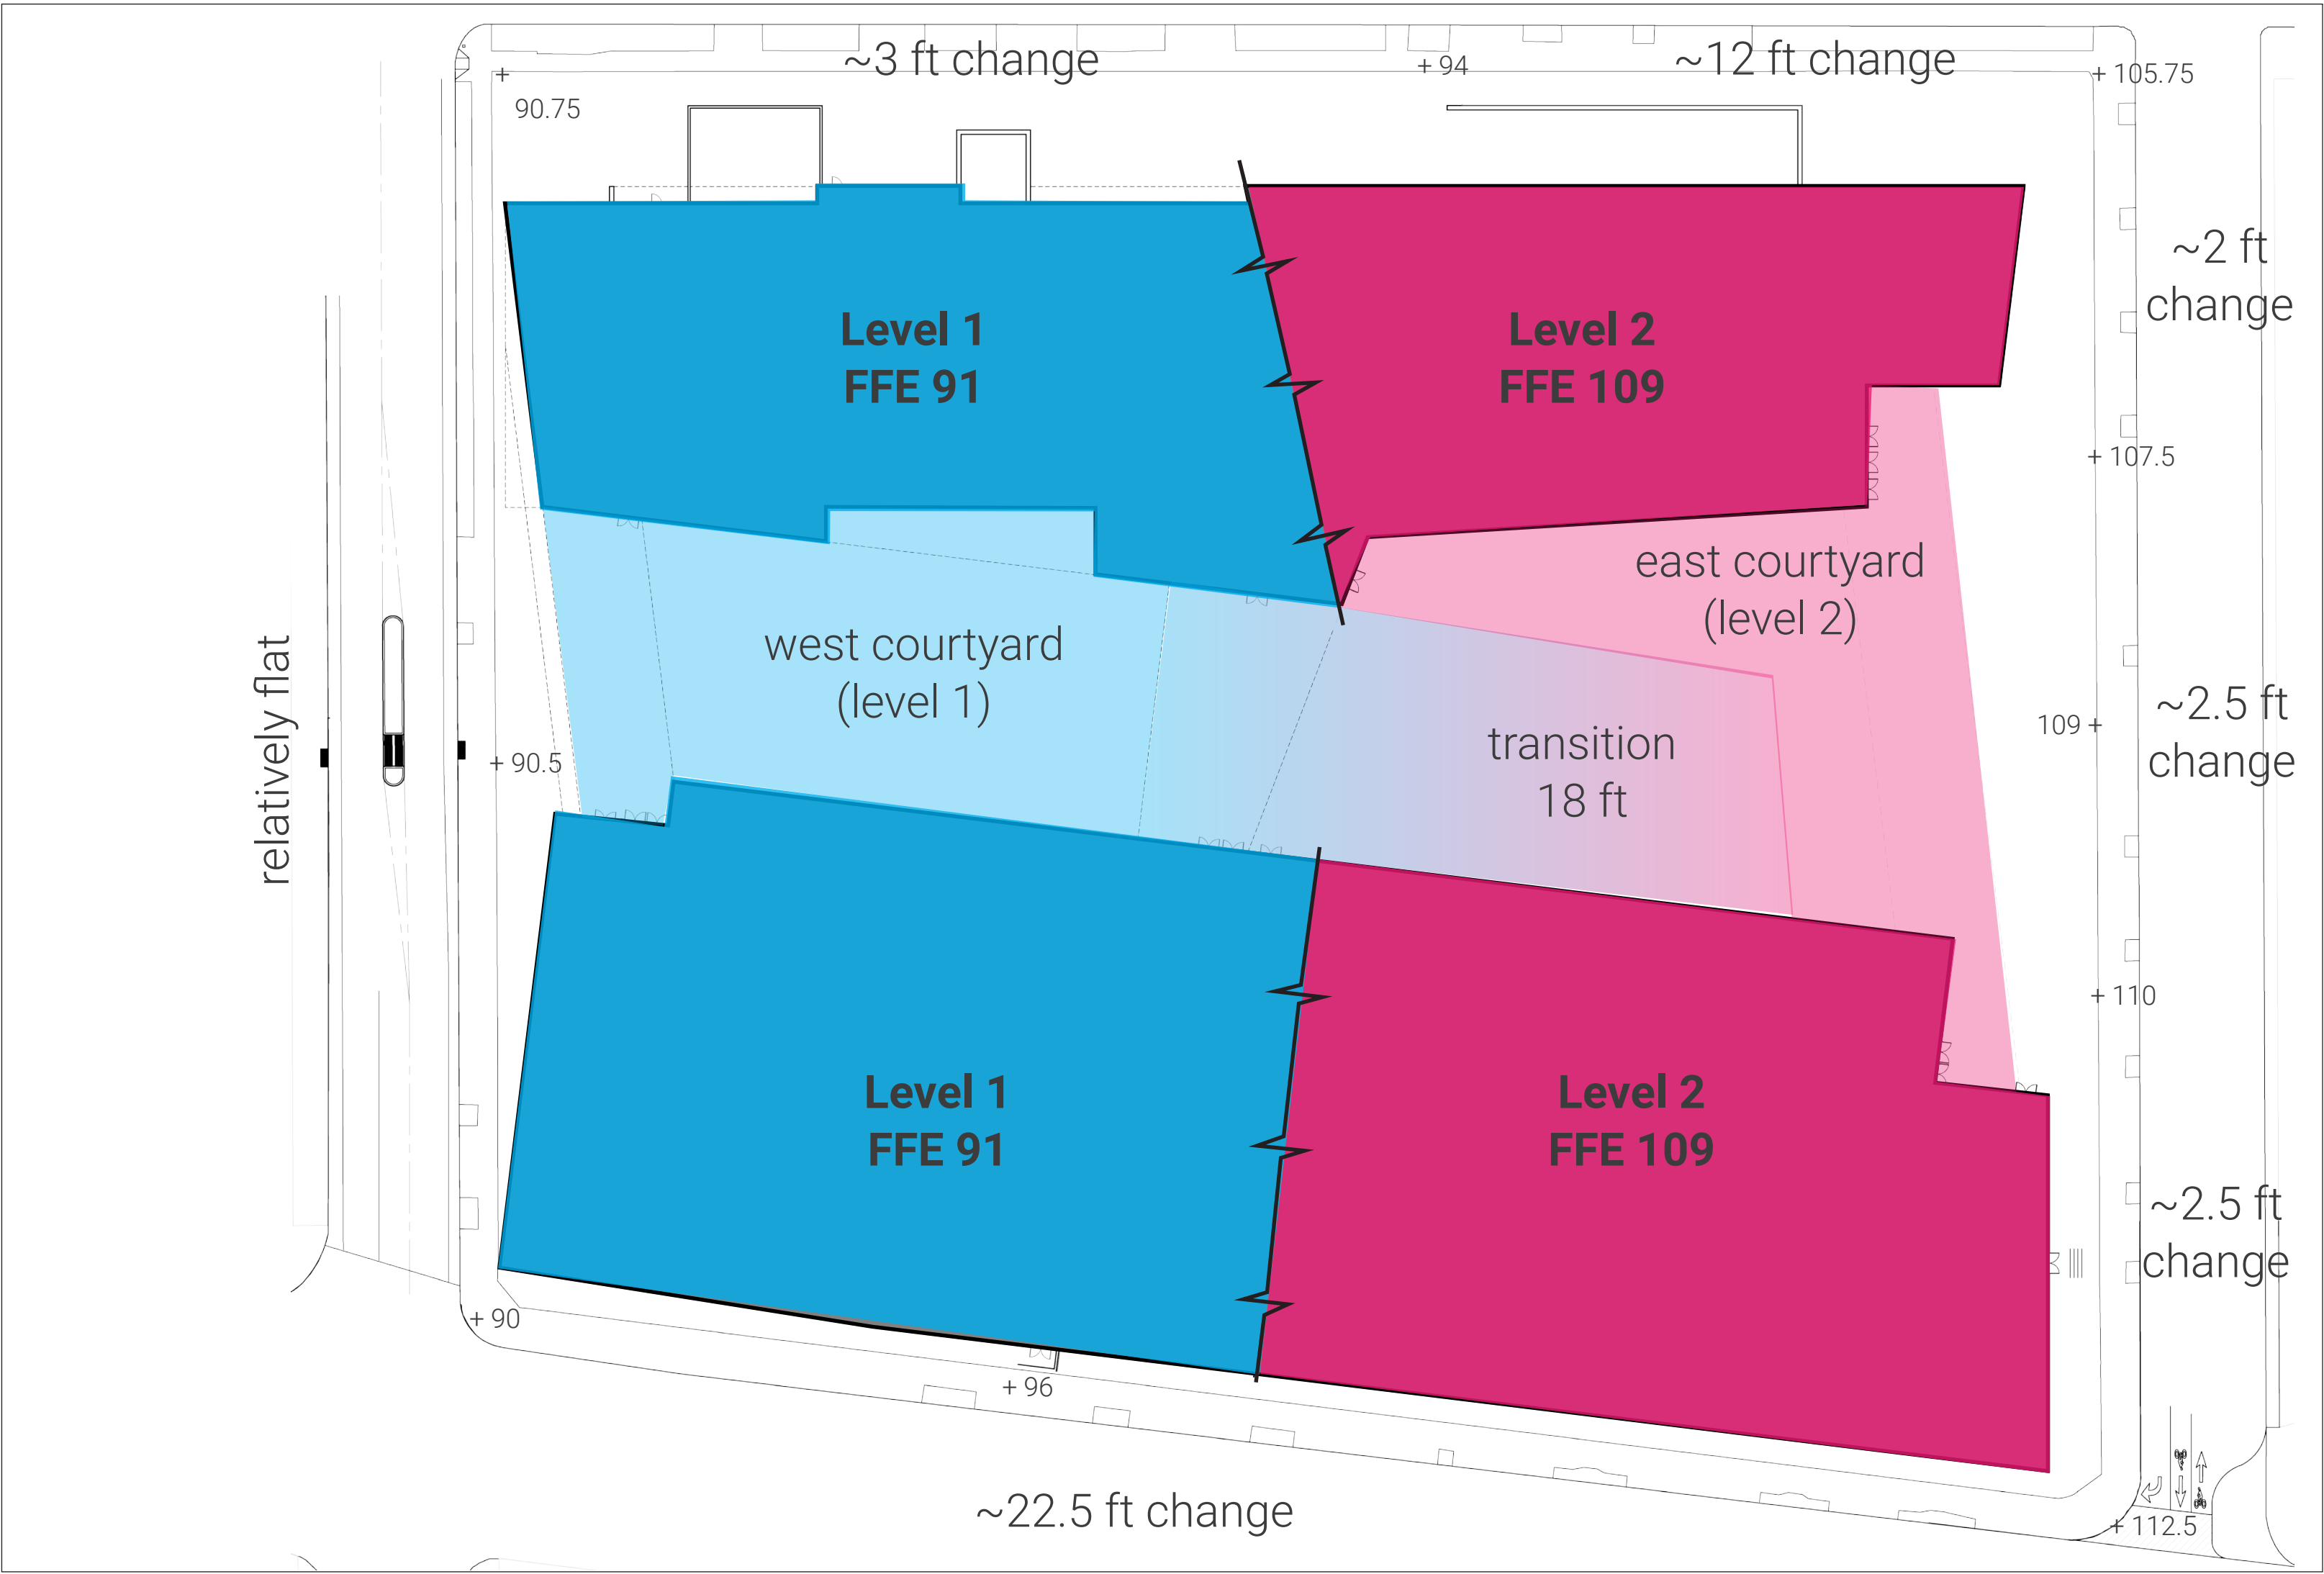 ~3 ft change
+ 94
~12 ft change
+ 105.75
+
90.75
~2 ft
change
Level 1
FFE 91
Level 2
FFE 109
+ 107.5
east courtyard
(level 2)
west courtyard
(level 1)
relatively flat
~2.5 ft
change
109 +
transition
18 ft
+ 90.5
+ 110
Level 1
FFE 91
Level 2
FFE 109
~2.5 ft
change
+ 90
+ 96
~22.5 ft change
+ 112.5